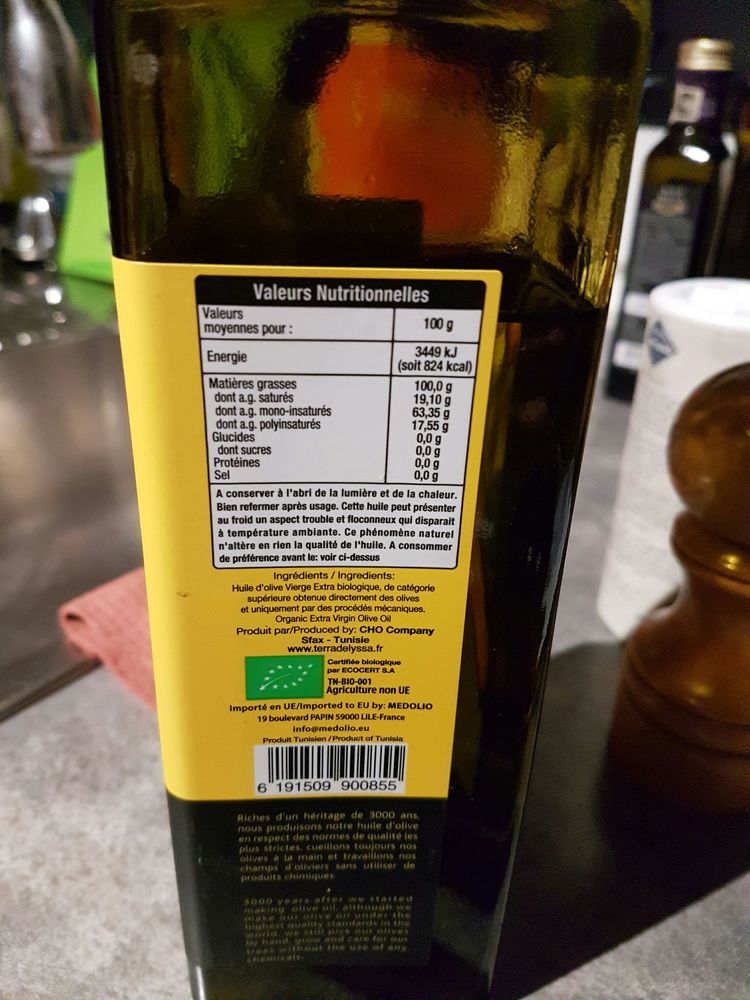 Valeurs Nutritionnelles
Valeurs
moyennes pour : 100 g
Energie 3449 kJ
(soit 824 kcal)
Matières grasses 100,0 g
dont a.g. saturés 19,10 g
dont a.g. mono-insaturés 63,35 g
dont a.g. polyinsaturés 17,55 g
Glucides 0,0 g
dont sucres 0,0 g
Protéines 0,0 g
Sel 0,0 g
A conserver à l'abri de la lumière et de la chaleur.
Bien refermer après usage. Cette huile peut présenter
au froid un aspect trouble et floconneux qui disparait
à température ambiante. Ce phénomène naturel
n'altère en rien la qualité de l'huile. A consommer
de préférence avant le: voir ci-dessus
Ingrédients / Ingredients:
Huile d'olive Vierge Extra biologique, de catégorie
supérieure obtenue directement des olives
et uniquement par des procédés mécaniques.
Organic Extra Virgin Olive Oil
Produit par/Produced by: CHO Company
Sfax - Tunisie
www.terradelyssa.fr
Certifiée biologique
par ECOCERT S.A
TN-BIO-001
Agriculture non UE
Importé en UE/Imported to EU by: MEDOLIO
19 boulevard PAPIN 59000 LILE-France
info@medolio.eu
Produit Tunisien / Product of Tunisia
6 191509 900855
Riches d'un héritage de 3000 ans,
nous produisons notre huile d'olive
en respect des normes de qualité les
plus strictes, cueillons toujours nos
olives à la main et travaillons nos
champs d'oliviers sans utiliser de
produits chimiques.
3000 years after we started
making olive oil, although we
make our olive oil under the
highest quality standards in the
world, we still pick our olives
by hand, grow and care for our
trees without the use of any
chemicals.